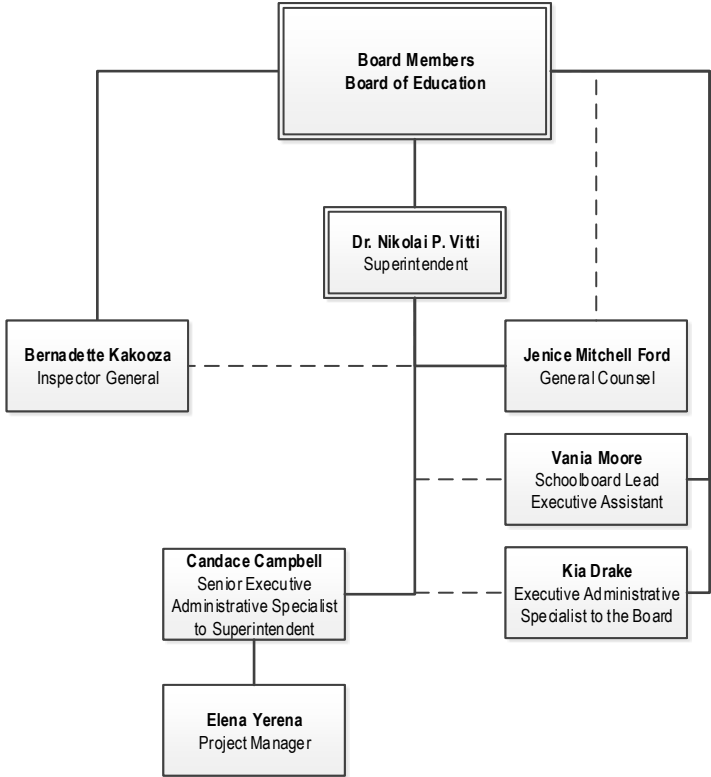 Board Members
Board of Education
Dr. Nikolai P. Vitti
Superintendent
Bernadette Kakooza
Inspector General
Jenice Mitchell Ford
General Counsel
Vania Moore
Schoolboard Lead
Executive Assistant
Candace Campbell
Senior Executive
Administrative Specialist
to Superintendent
Kia Drake
Executive Administrative
Specialist to the Board
Elena Yerena
Project Manager